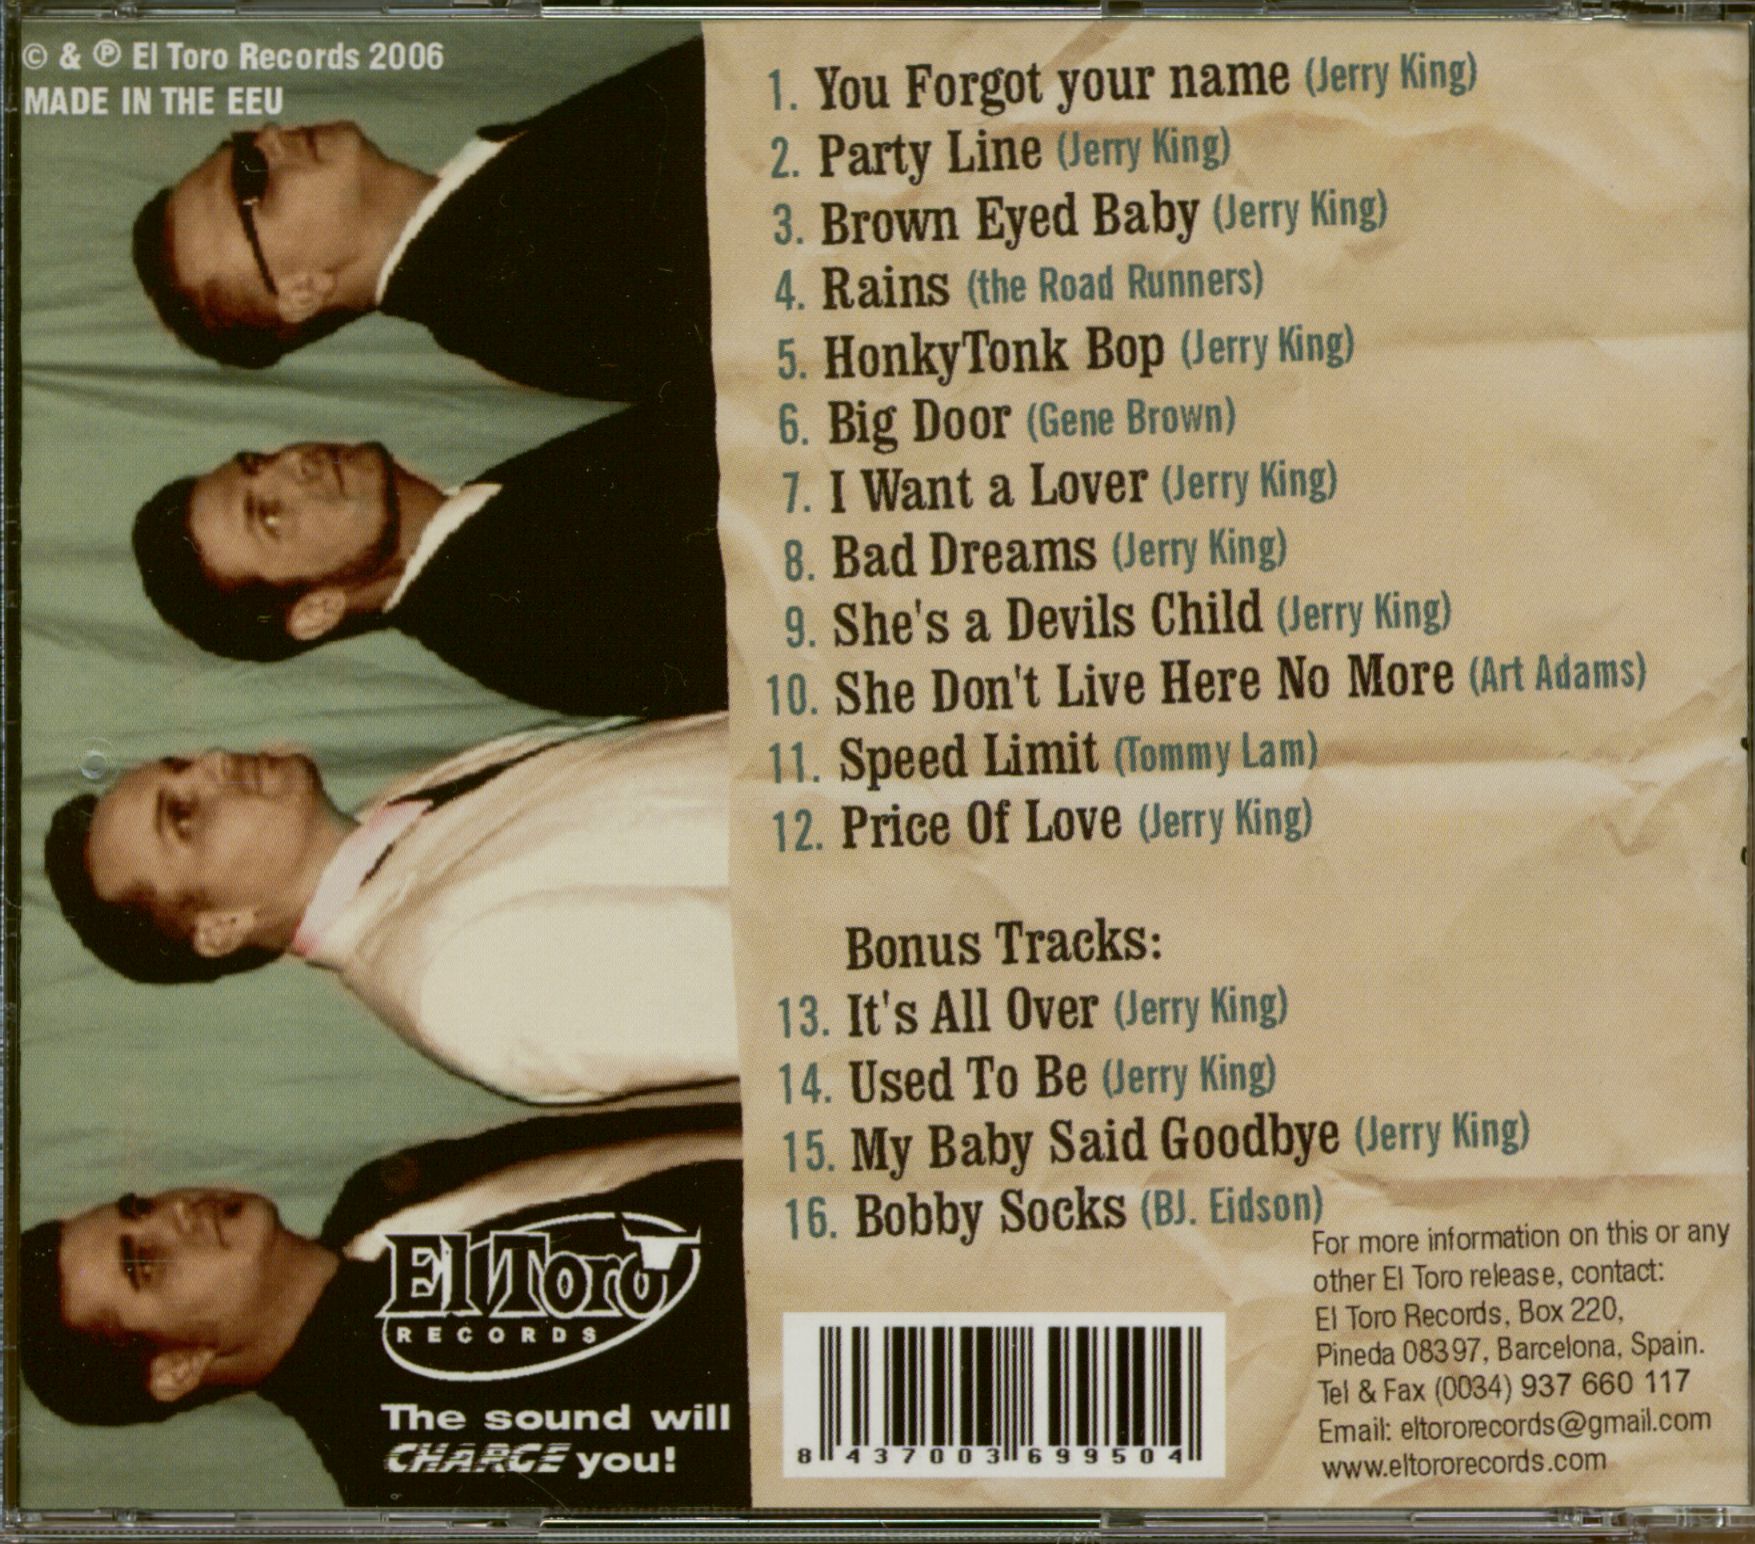 © & ℗ El Toro Records 2006
MADE IN THE EEU
1. You Forgot your name (Jerry King)
2. Party Line (Jerry King)
3. Brown Eyed Baby (Jerry King)
4. Rains (the Road Runners)
5. HonkyTonk Bop (Jerry King)
6. Big Door (Gene Brown)
7. I Want a Lover (Jerry King)
8. Bad Dreams (Jerry King)
9. She's a Devils Child (Jerry King)
10. She Don't Live Here No More (Art Adams)
11. Speed Limit (Tommy Lam)
12. Price Of Love (Jerry King)
Bonus Tracks:
13. It's All Over (Jerry King)
14. Used To Be (Jerry King)
15. My Baby Said Goodbye (Jerry King)
16. Bobby Socks (BJ. Eidson)
El Toro
RECORDS
The sound will
CHARGE you!
8 437003 699504
For more information on this or any
other El Toro release, contact:
El Toro Records, Box 220,
Pineda 08397, Barcelona, Spain.
Tel & Fax (0034) 937 660 117
Email: eltororecords@gmail.com
www.eltororecords.com